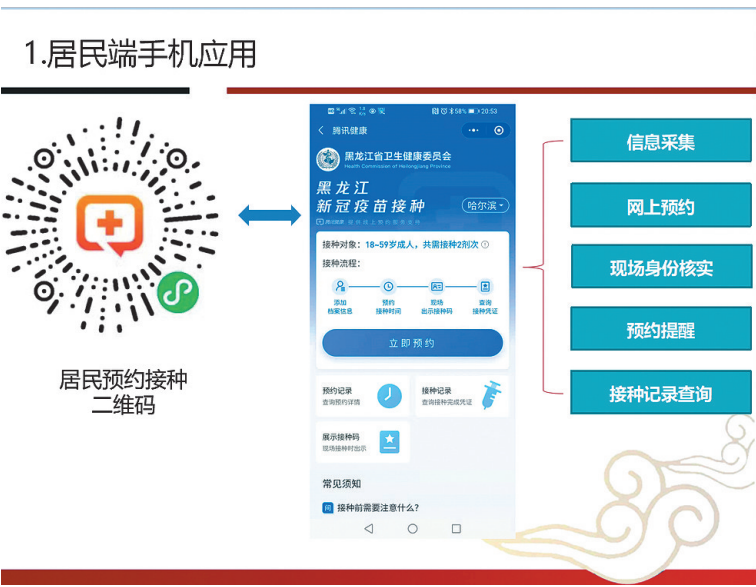 1.居民端手机应用
居民预约接种
二维码
58%
20:53
腾讯健康
黑龙江省卫生健康委员会
Health Commission of Heilongjiang Province
黑龙江
新冠疫苗接种
哈尔滨
接种对象：18-59岁成人，共需接种2剂次
接种流程：
添加
档案信息
预约
接种时间
现场
出示接种码
查询
接种凭证
立即预约
预约记录
查询预约详情
接种记录
查询接种完成凭证
展示接种码
现场接种时出示
常见须知
问 接种前需要注意什么？
信息采集
网上预约
现场身份核实
预约提醒
接种记录查询